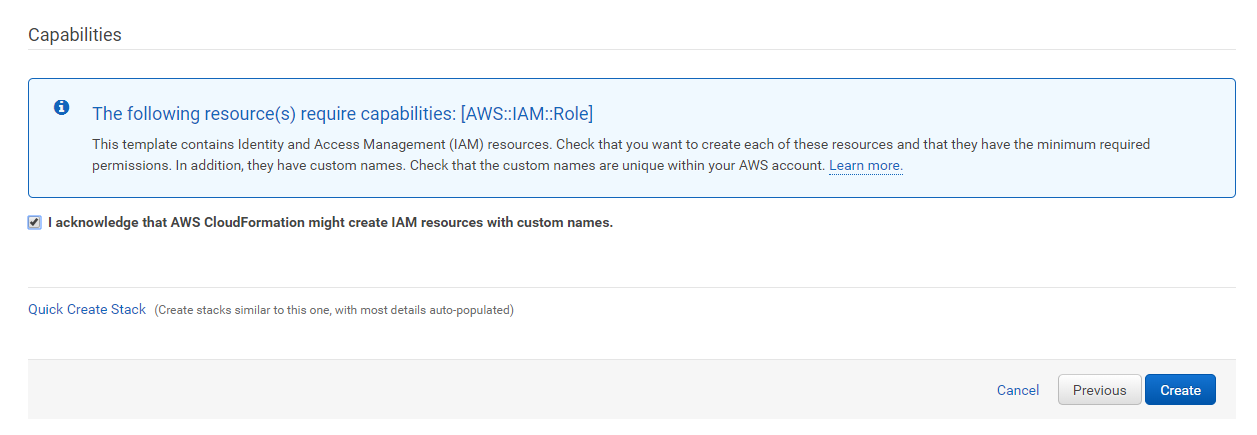 Capabilities
The following resource(s) require capabilities: [AWS::IAM::Role]
This template contains Identity and Access Management (IAM) resources. Check that you want to create each of these resources and that they have the minimum required
permissions. In addition, they have custom names. Check that the custom names are unique within your AWS account. Learn more.
I acknowledge that AWS CloudFormation might create IAM resources with custom names.
Quick Create Stack (Create stacks similar to this one, with most details auto-populated)
Cancel Previous Create